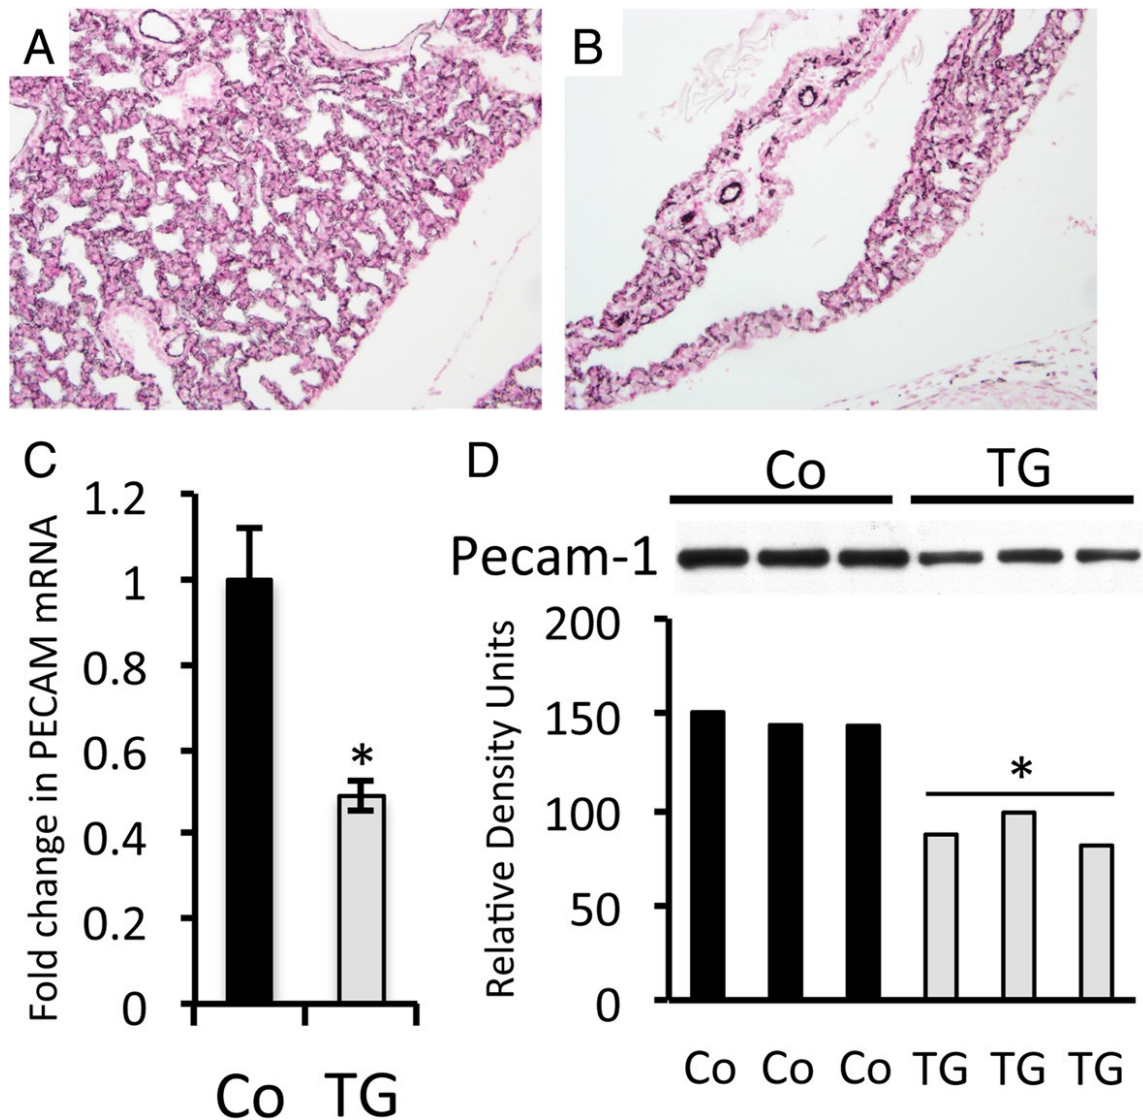 A
B
C
Fold change in PECAM mRNA
1.2
1
0.8
0.6
0.4
0.2
0
*
Co TG
D
Co TG
Pecam-1
Relative Density Units
200
150
100
50
0
*
Co Co Co TG TG TG